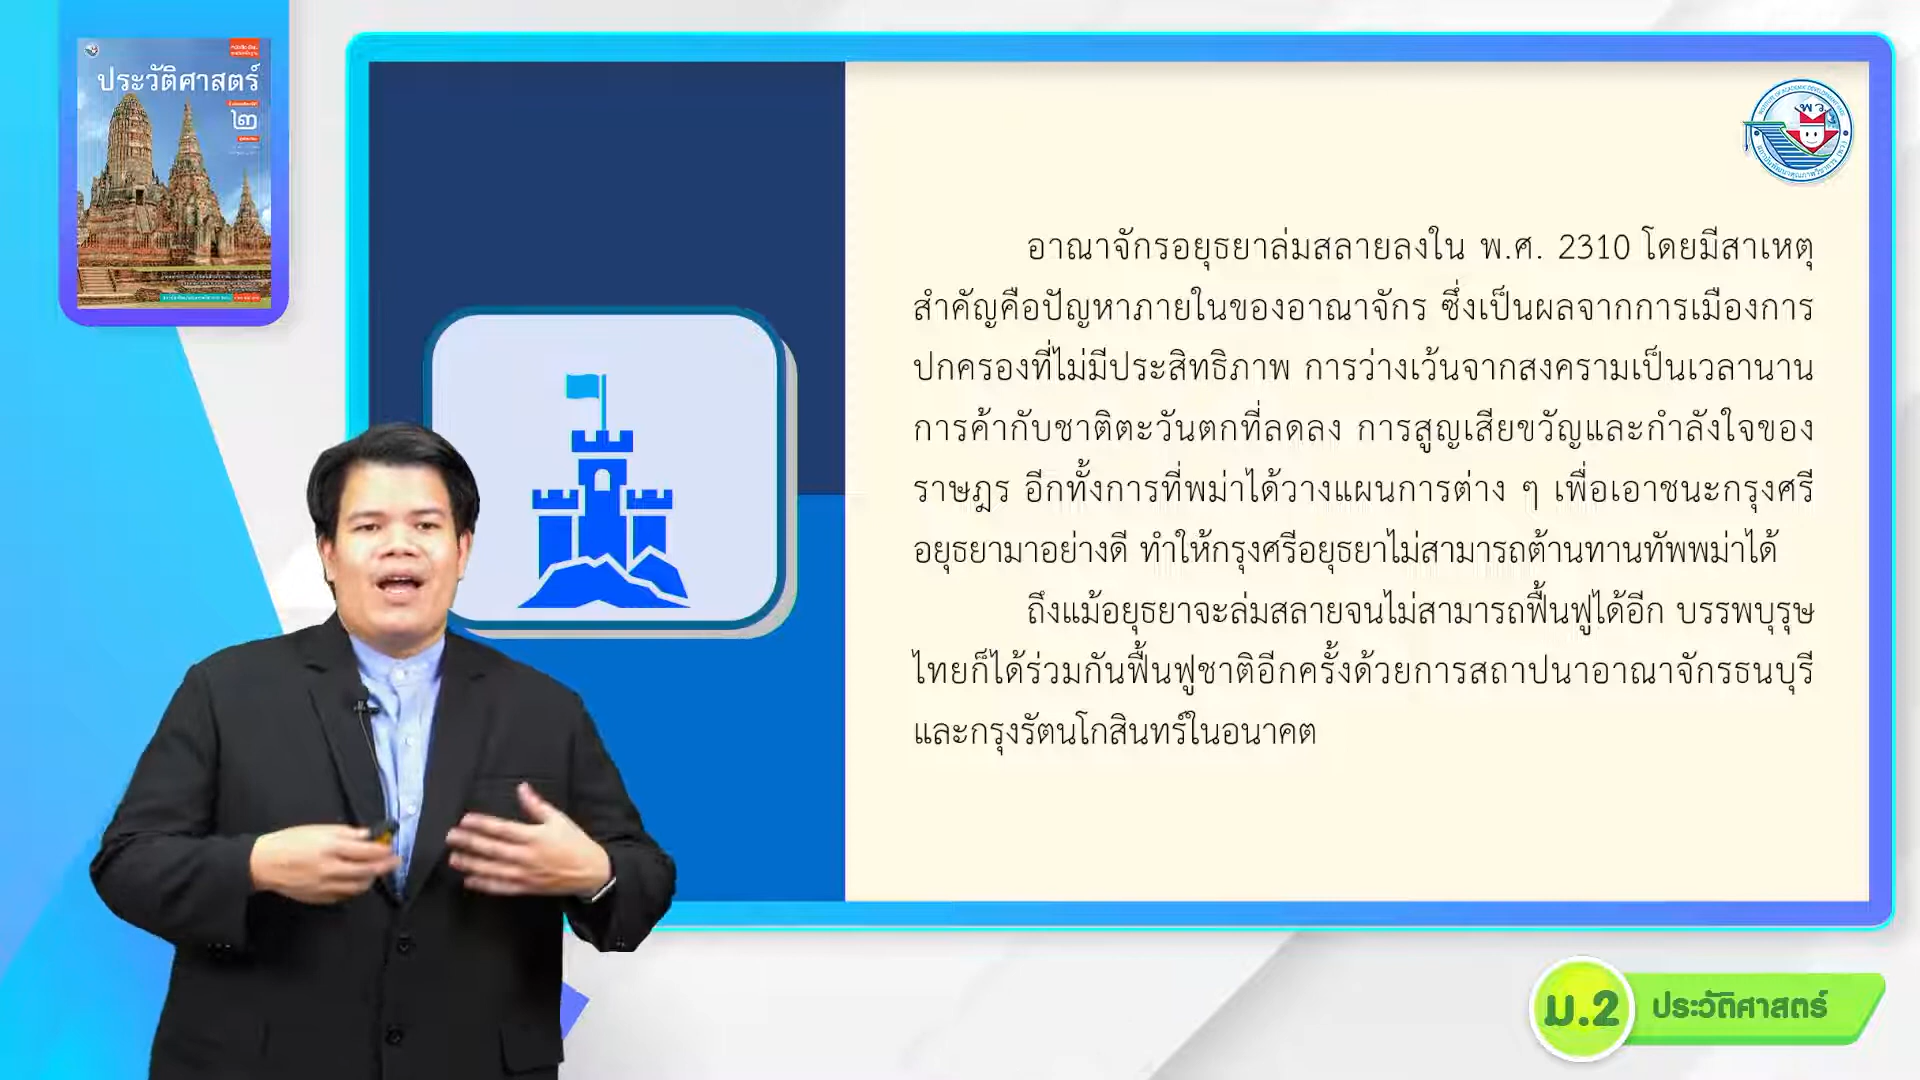 ประวัติศาสตร์
๒
พว
อาณาจักรอยุธยาล่มสลายลงใน พ.ศ. 2310 โดยมีสาเหตุ
สำคัญคือปัญหาภายในของอาณาจักร ซึ่งเป็นผลจากการเมืองการ
ปกครองที่ไม่มีประสิทธิภาพ การว่างเว้นจากสงครามเป็นเวลานาน
การค้ากับชาติตะวันตกที่ลดลง การสูญเสียขวัญและกำลังใจของ
ราษฎร อีกทั้งการที่พม่าได้วางแผนการต่าง ๆ เพื่อเอาชนะกรุงศรี
อยุธยามาอย่างดี ทำให้กรุงศรีอยุธยาไม่สามารถต้านทานทัพพม่าได้
ถึงแม้อยุธยาจะล่มสลายจนไม่สามารถฟื้นฟูได้อีก บรรพบุรุษ
ไทยก็ได้ร่วมกันฟื้นฟูชาติอีกครั้งด้วยการสถาปนาอาณาจักรธนบุรี
และกรุงรัตนโกสินทร์ในอนาคต
ม.2 ประวัติศาสตร์